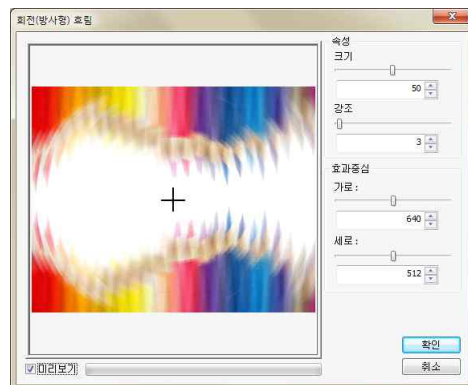 회전(방사형) 흐림
속성
크기
50
강조
3
효과중심
가로 :
640
세로 :
512
확인
미리보기
취소